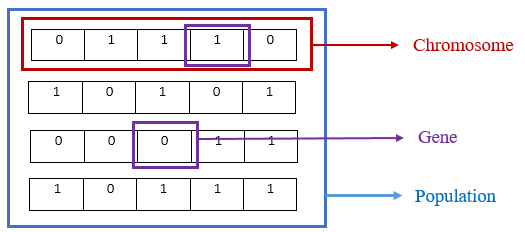 0 1 1 1 0
Chromosome
1 0 1 0 1
0 0 0 1 1
Gene
1 0 1 1 1
Population